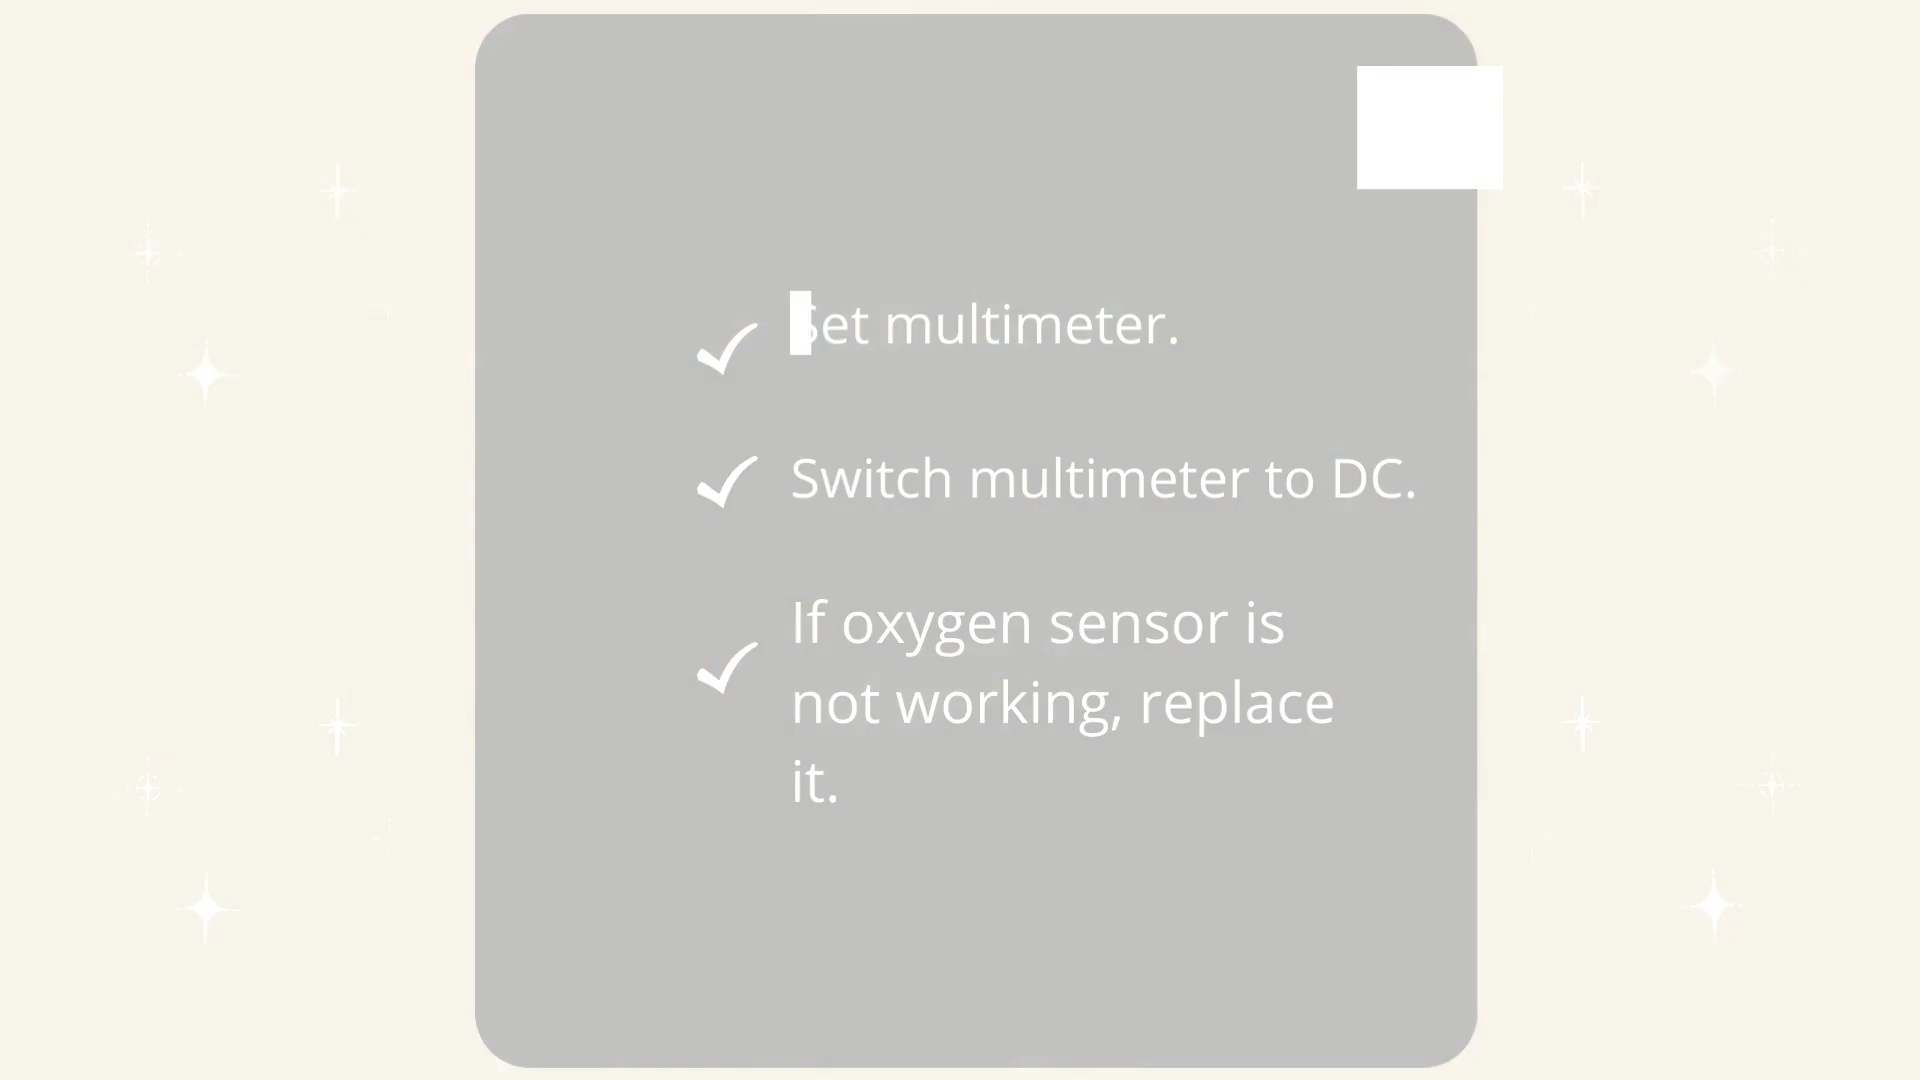 Set multimeter.
Switch multimeter to DC.
If oxygen sensor is
not working, replace
it.